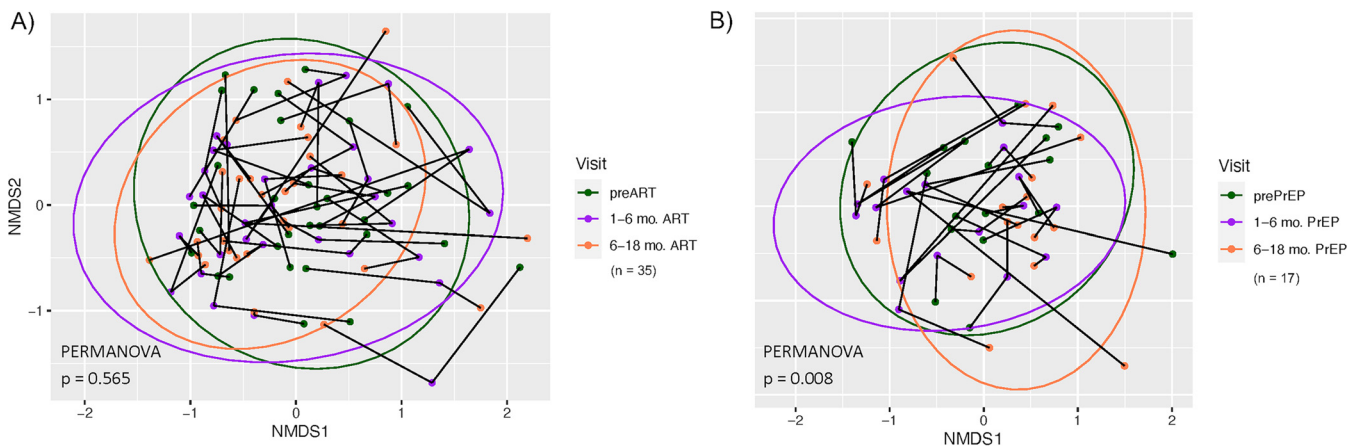 A)
NMDS2
1
0
−1
PERMANOVA
p = 0.565
−2
−1
0
1
2
NMDS1
Visit
preART
1−6 mo. ART
6−18 mo. ART
(n = 35)
B)
PERMANOVA
p = 0.008
−2
−1
0
1
2
NMDS1
Visit
prePrEP
1−6 mo. PrEP
6−18 mo. PrEP
(n = 17)